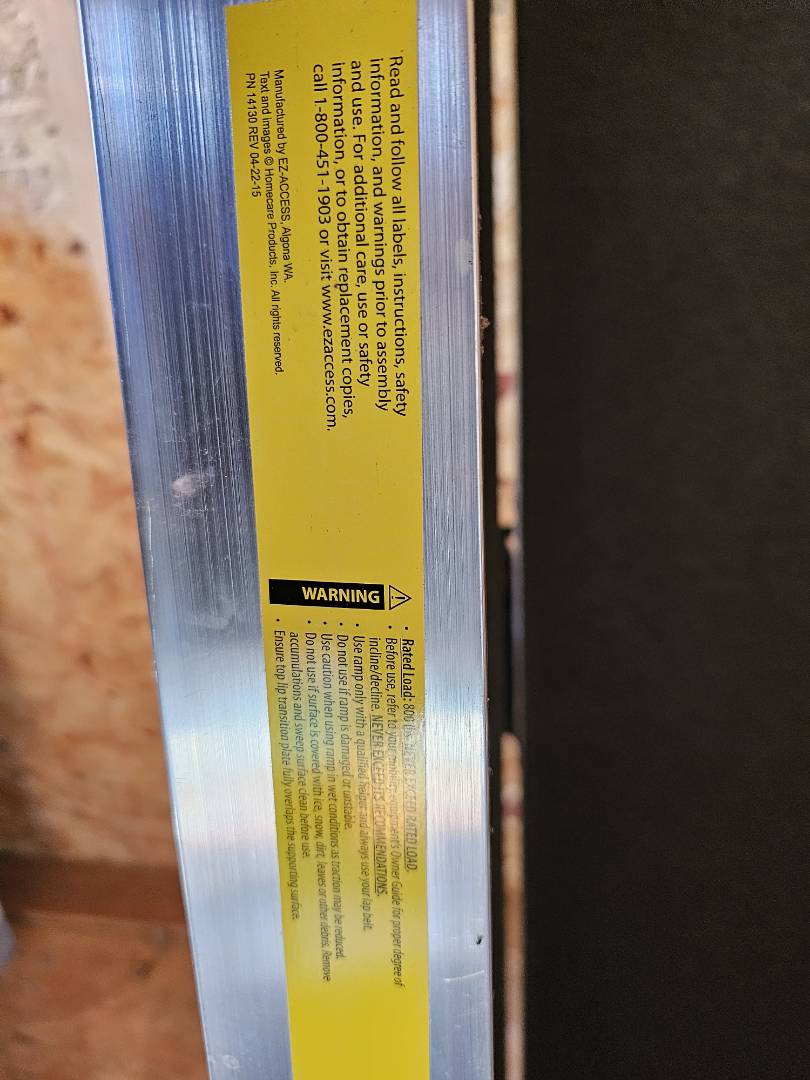 Read and follow all labels, instructions, safety
information, and warnings prior to assembly
and use. For additional care, use or safety
information, or to obtain replacement copies,
call 1-800-451-1903 or visit www.ezaccess.com.
Manufactured by EZ-ACCESS, Algona WA.
Text and images © Homecare Products, Inc. All rights reserved.
PN 14130 REV 04-22-15
WARNING
• Rated Load: 800 lbs. NEVER EXCEED RATED LOAD.
• Before use, refer to your mobility equipment's Owner Guide for proper degree of
incline/decline. NEVER EXCEED ITS RECOMMENDATIONS.
• Use ramp only with a qualified helper and always use your lap belt.
• Do not use if ramp is damaged or unstable.
• Use caution when using ramp in wet conditions as traction may be reduced.
• Do not use if surface is covered with ice, snow, dirt, leaves or other debris. Remove
accumulations and sweep surface clean before use.
• Ensure top lip transition plate fully overlaps the supporting surface.